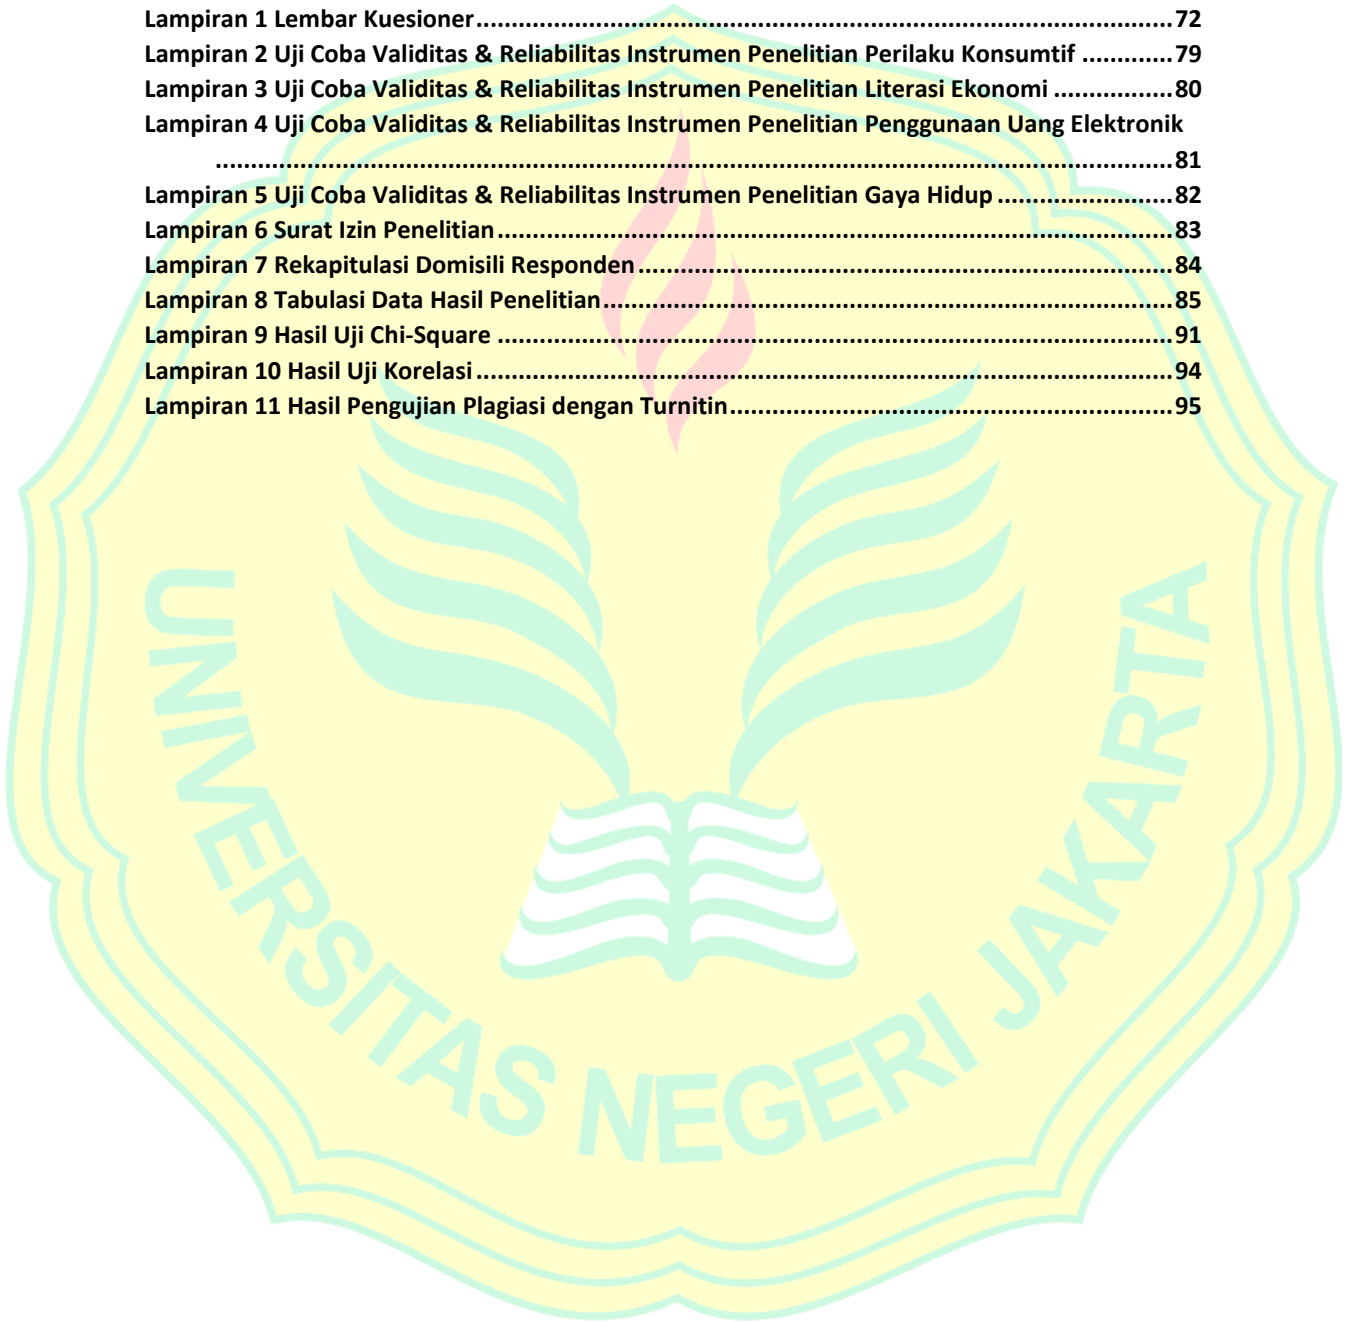 Lampiran 1 Lembar Kuesioner....................................................................................................72
Lampiran 2 Uji Coba Validitas & Reliabilitas Instrumen Penelitian Perilaku Konsumtif .............79
Lampiran 3 Uji Coba Validitas & Reliabilitas Instrumen Penelitian Literasi Ekonomi .................80
Lampiran 4 Uji Coba Validitas & Reliabilitas Instrumen Penelitian Penggunaan Uang Elektronik
.........................................................................................................................................81
Lampiran 5 Uji Coba Validitas & Reliabilitas Instrumen Penelitian Gaya Hidup .........................82
Lampiran 6 Surat Izin Penelitian.................................................................................................83
Lampiran 7 Rekapitulasi Domisili Responden.............................................................................84
Lampiran 8 Tabulasi Data Hasil Penelitian..................................................................................85
Lampiran 9 Hasil Uji Chi-Square .................................................................................................91
Lampiran 10 Hasil Uji Korelasi....................................................................................................94
Lampiran 11 Hasil Pengujian Plagiasi dengan Turnitin...............................................................95
UNIVERSITAS NEGERI JAKARTA